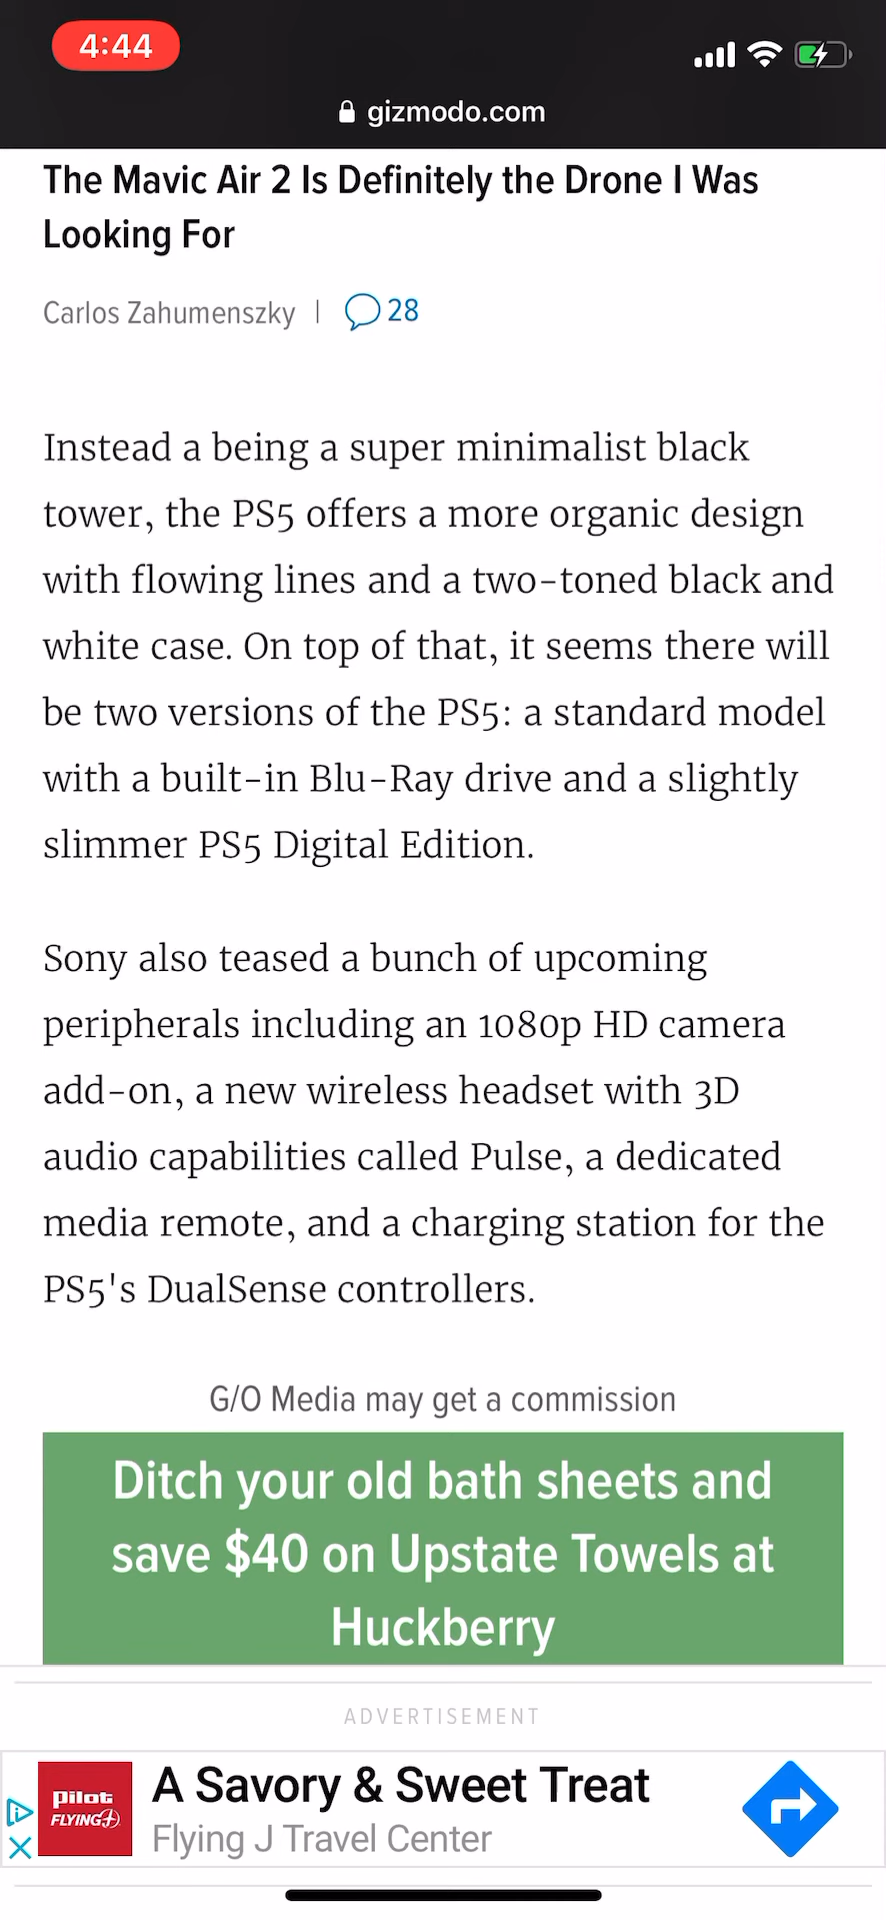 4:44
gizmodo.com
The Mavic Air 2 Is Definitely the Drone I Was
Looking For
Carlos Zahumenszky | 28
Instead a being a super minimalist black
tower, the PS5 offers a more organic design
with flowing lines and a two-toned black and
white case. On top of that, it seems there will
be two versions of the PS5: a standard model
with a built-in Blu-Ray drive and a slightly
slimmer PS5 Digital Edition.
Sony also teased a bunch of upcoming
peripherals including an 1080p HD camera
add-on, a new wireless headset with 3D
audio capabilities called Pulse, a dedicated
media remote, and a charging station for the
PS5's DualSense controllers.
G/O Media may get a commission
Ditch your old bath sheets and
save $40 on Upstate Towels at
Huckberry
ADVERTISEMENT
Pilot
FLYING J
A Savory & Sweet Treat
Flying J Travel Center